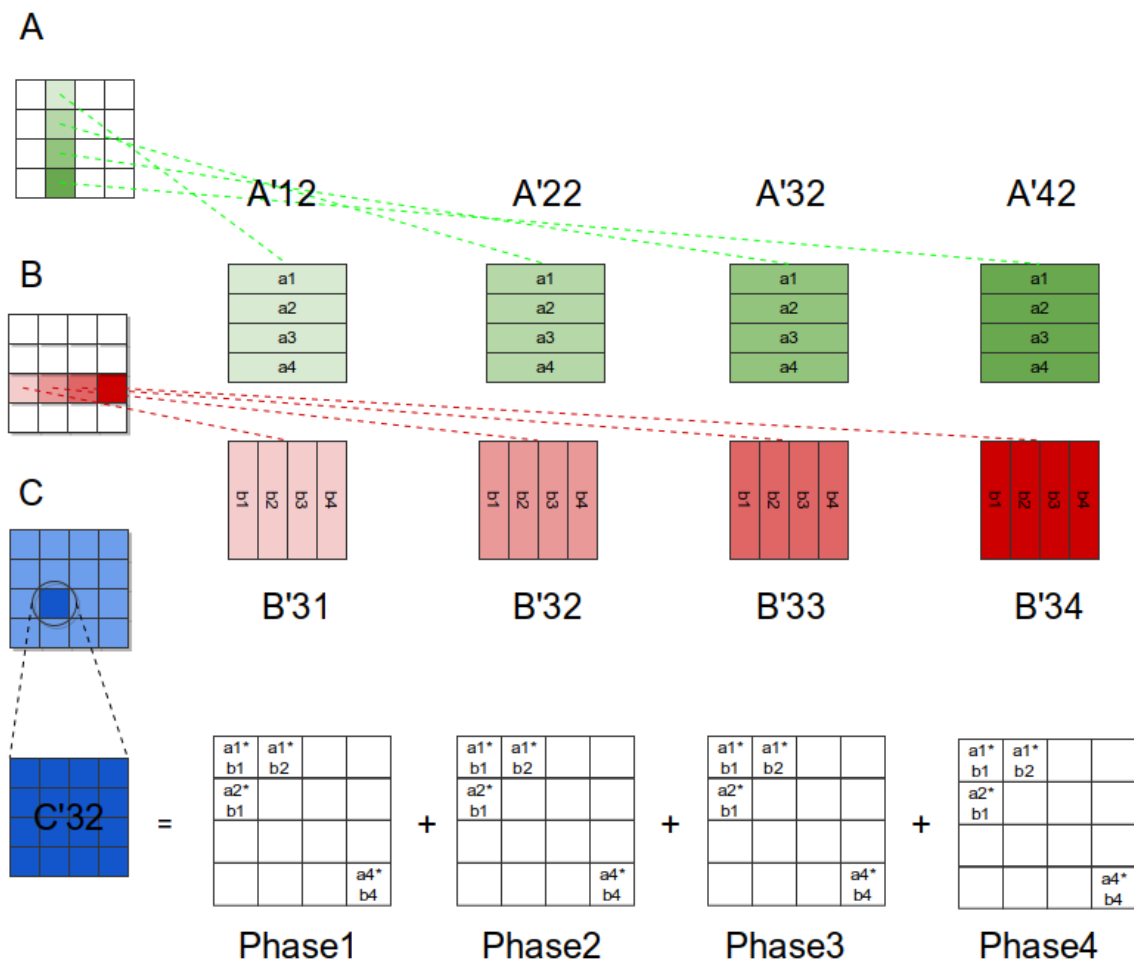 A
A'12 A'22 A'32 A'42
B
a1 a1 a1 a1
a2 a2 a2 a2
a3 a3 a3 a3
a4 a4 a4 a4
C
b1 b2 b3 b4 b1 b2 b3 b4 b1 b2 b3 b4 b1 b2 b3 b4
B'31 B'32 B'33 B'34
a1* a1* a1* a1* a1* a1* a1* a1*
b1 b2 b1 b2 b1 b2 b1 b2
a2* a2* a2* a2*
b1 b1 b1 b1
C'32 = + + +
a4* a4* a4* a4*
b4 b4 b4 b4
Phase1 Phase2 Phase3 Phase4